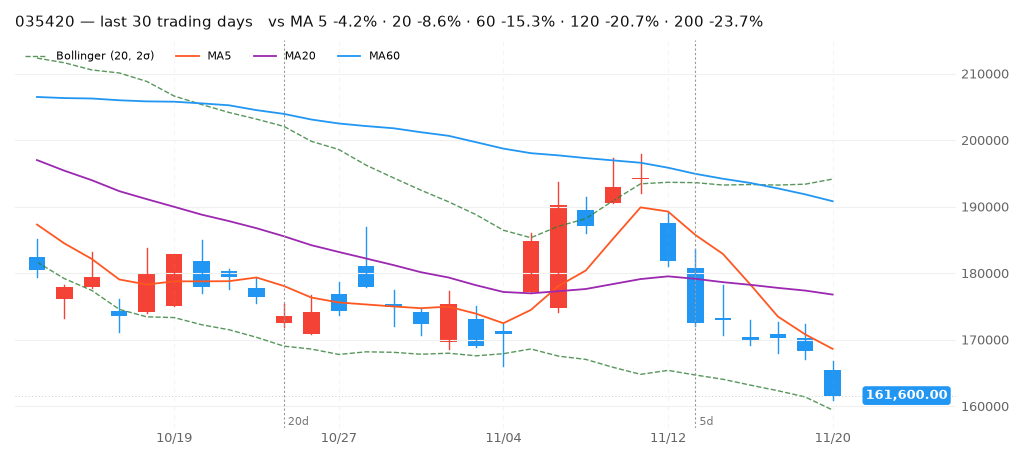 035420 — last 30 trading days   vs MA 5 -4.2% · 20 -8.6% · 60 -15.3% · 120 -20.7% · 200 -23.7%
Bollinger (20, 2σ)   MA5   MA20   MA60
210000
200000
190000
180000
170000
161,600.00
160000
20d   5d
10/19   10/27   11/04   11/12   11/20